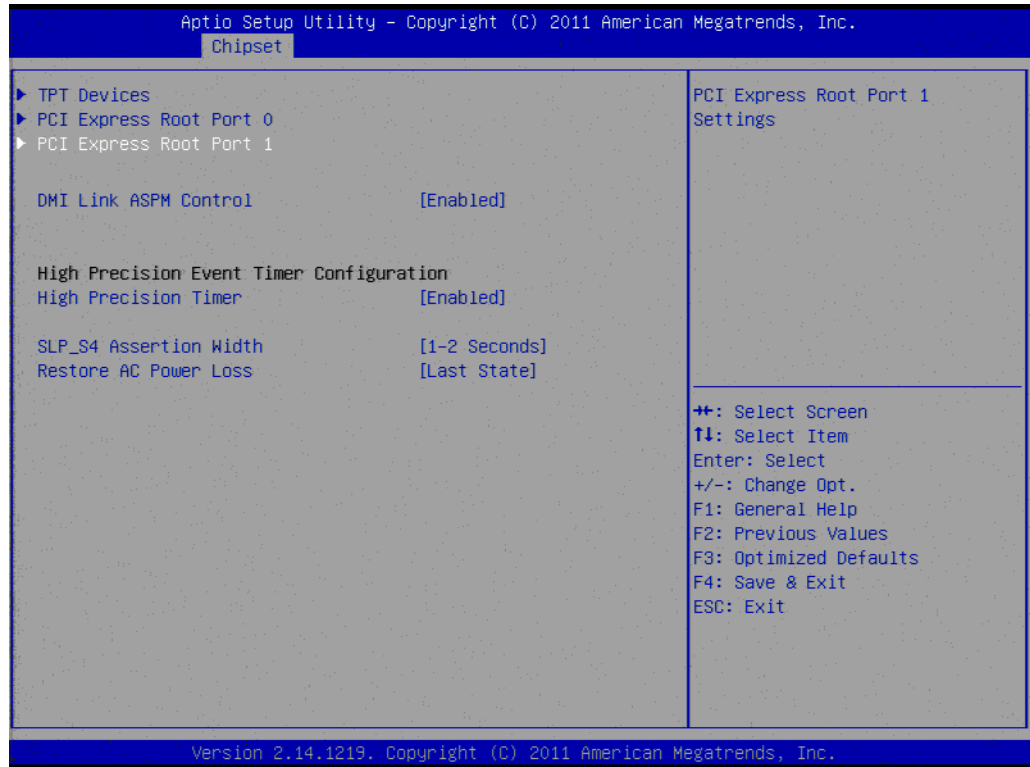 Aptio Setup Utility – Copyright (C) 2011 American Megatrends, Inc.
Chipset
▶ TPT Devices
▶ PCI Express Root Port 0
▶ PCI Express Root Port 1
DMI Link ASPM Control [Enabled]
High Precision Event Timer Configuration
High Precision Timer [Enabled]
SLP_S4 Assertion Width [1-2 Seconds]
Restore AC Power Loss [Last State]
PCI Express Root Port 1
Settings
→←: Select Screen
↑↓: Select Item
Enter: Select
+/-: Change Opt.
F1: General Help
F2: Previous Values
F3: Optimized Defaults
F4: Save & Exit
ESC: Exit
Version 2.14.1219. Copyright (C) 2011 American Megatrends, Inc.